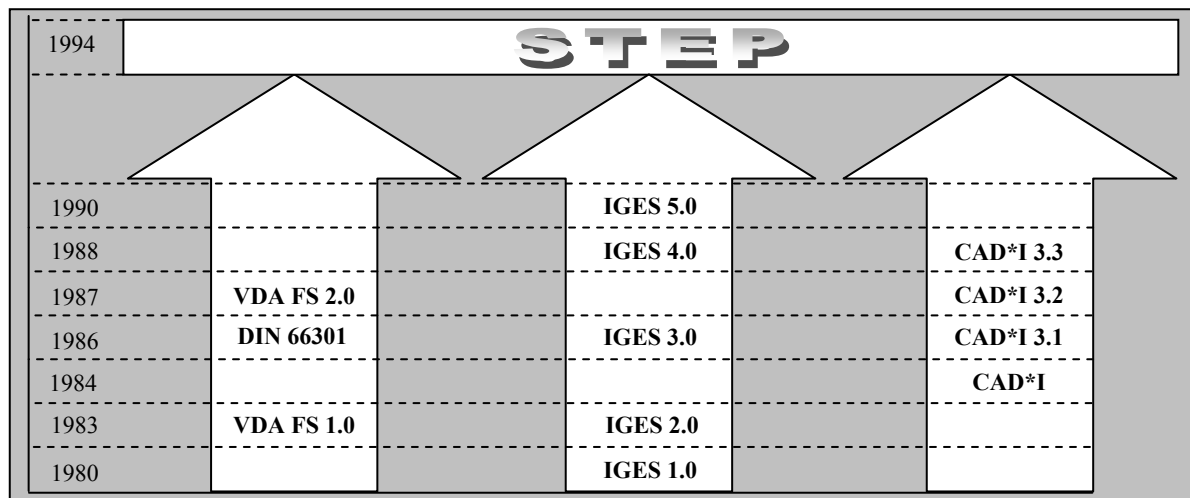 1994 STEP
1990 IGES 5.0
1988 IGES 4.0 CAD*I 3.3
1987 VDA FS 2.0 CAD*I 3.2
1986 DIN 66301 IGES 3.0 CAD*I 3.1
1984 CAD*I
1983 VDA FS 1.0 IGES 2.0
1980 IGES 1.0